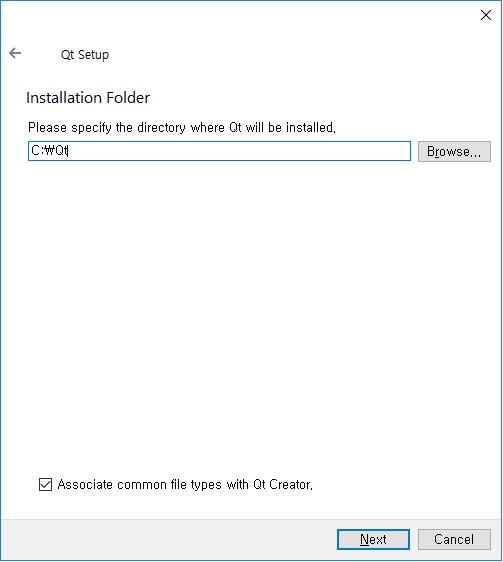 Qt Setup
Installation Folder
Please specify the directory where Qt will be installed.
C:₩Qt
Browse...
Associate common file types with Qt Creator.
Next
Cancel